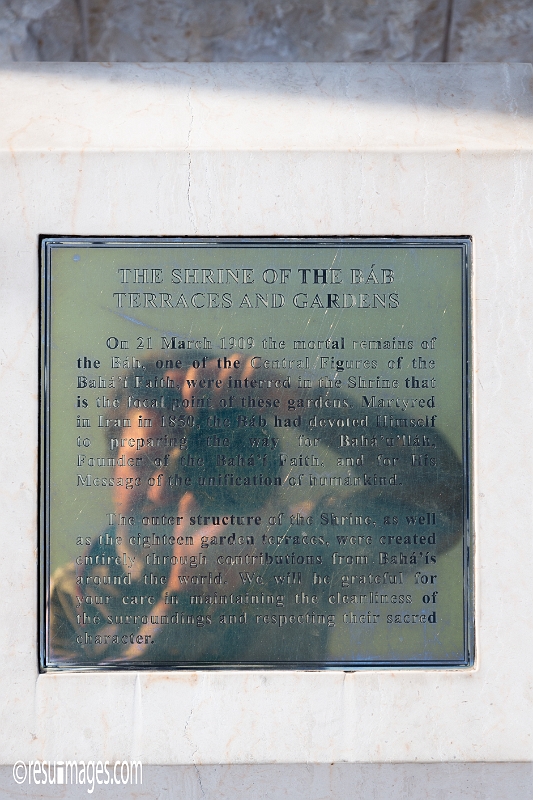 THE SHRINE OF THE BÁB
TERRACES AND GARDENS
On 21 March 1909 the mortal remains of
the Báb, one of the Central Figures of the
Bahá'í Faith, were interred in the Shrine that
is the focal point of these gardens. Martyred
in Iran in 1850, the Báb had devoted Himself
to preparing the way for Bahá'u'lláh,
Founder of the Bahá'í Faith, and for His
Message of the unification of humankind.
The outer structure of the Shrine, as well
as the eighteen garden terraces, were created
entirely through contributions from Bahá'ís
around the world. We will be grateful for
your care in maintaining the cleanliness of
the surroundings and respecting their sacred
character.
©resu-images.com